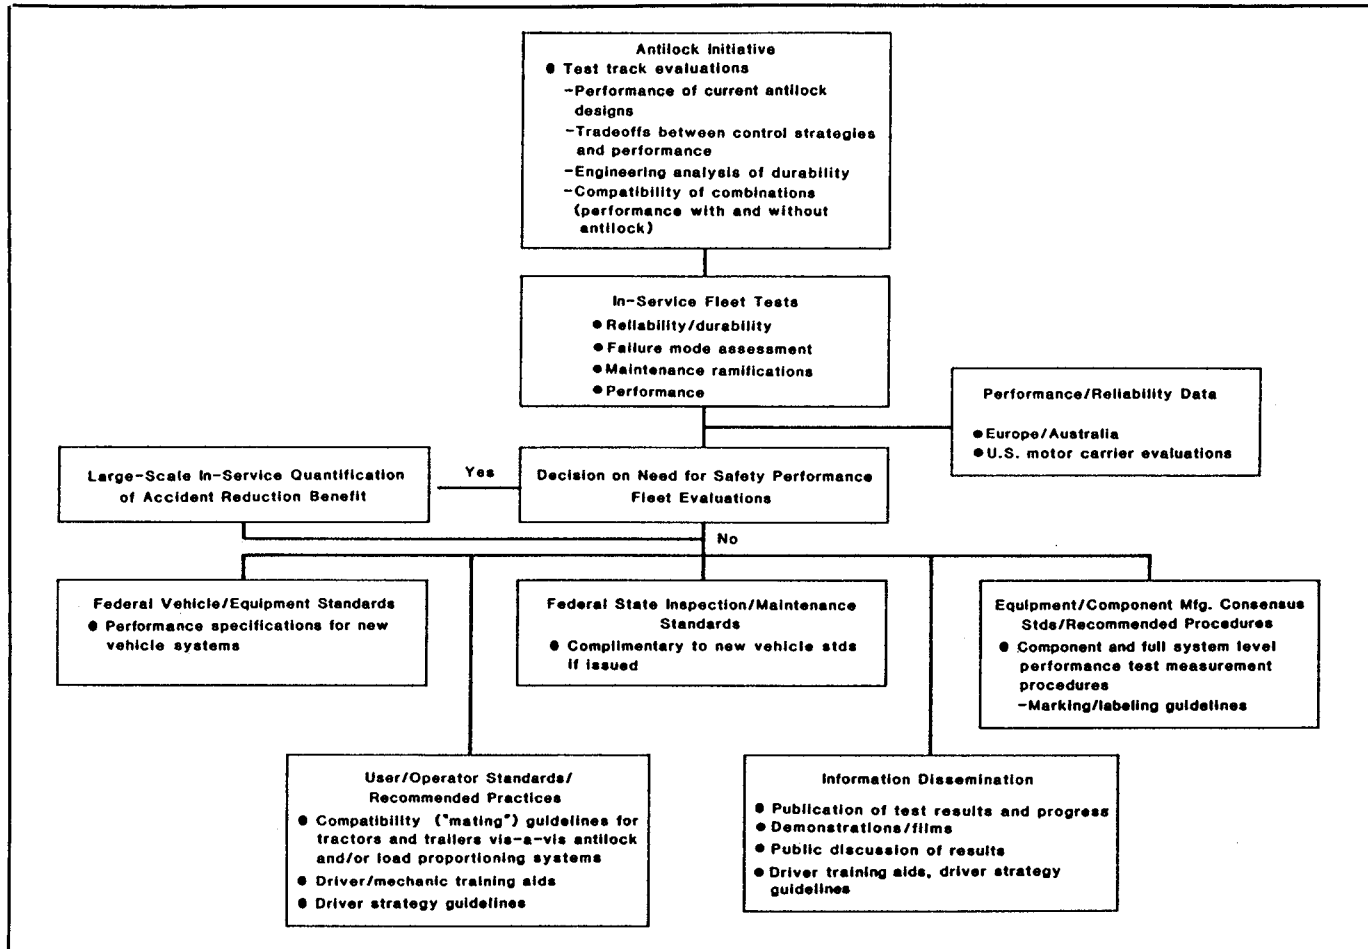 Antilock Initiative
● Test track evaluations
-Performance of current antilock
designs
-Tradeoffs between control strategies
and performance
-Engineering analysis of durability
-Compatibility of combinations
(performance with and without
antilock)
In-Service Fleet Tests
● Reliability/durability
● Failure mode assessment
● Maintenance ramifications
● Performance
Performance/Reliability Data
● Europe/Australia
● U.S. motor carrier evaluations
Large-Scale In-Service Quantification
of Accident Reduction Benefit
Yes
Decision on Need for Safety Performance
Fleet Evaluations
No
Federal Vehicle/Equipment Standards
● Performance specifications for new
vehicle systems
Federal State Inspection/Maintenance
Standards
● Complimentary to new vehicle stds
if issued
Equipment/Component Mfg. Consensus
Stds/Recommended Procedures
● Component and full system level
performance test measurement
procedures
-Marking/labeling guidelines
User/Operator Standards/
Recommended Practices
● Compatibility ("mating") guidelines for
tractors and trailers vis-a-vis antilock
and/or load proportioning systems
● Driver/mechanic training aids
● Driver strategy guidelines
Information Dissemination
● Publication of test results and progress
● Demonstrations/films
● Public discussion of results
● Driver training aids, driver strategy
guidelines